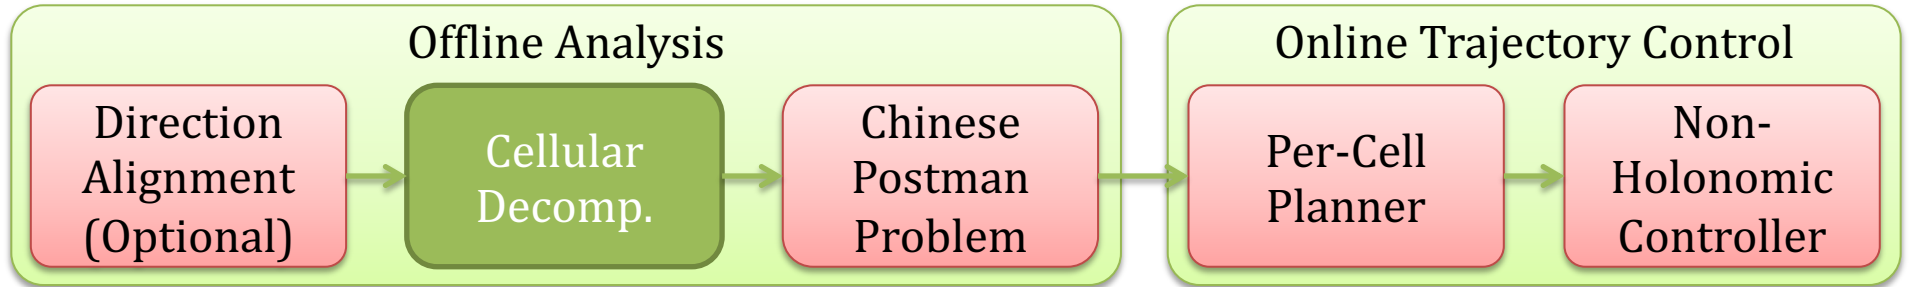 Offline Analysis
Direction
Alignment
(Optional)
Cellular
Decomp.
Chinese
Postman
Problem
Online Trajectory Control
Per-Cell
Planner
Non-
Holonomic
Controller